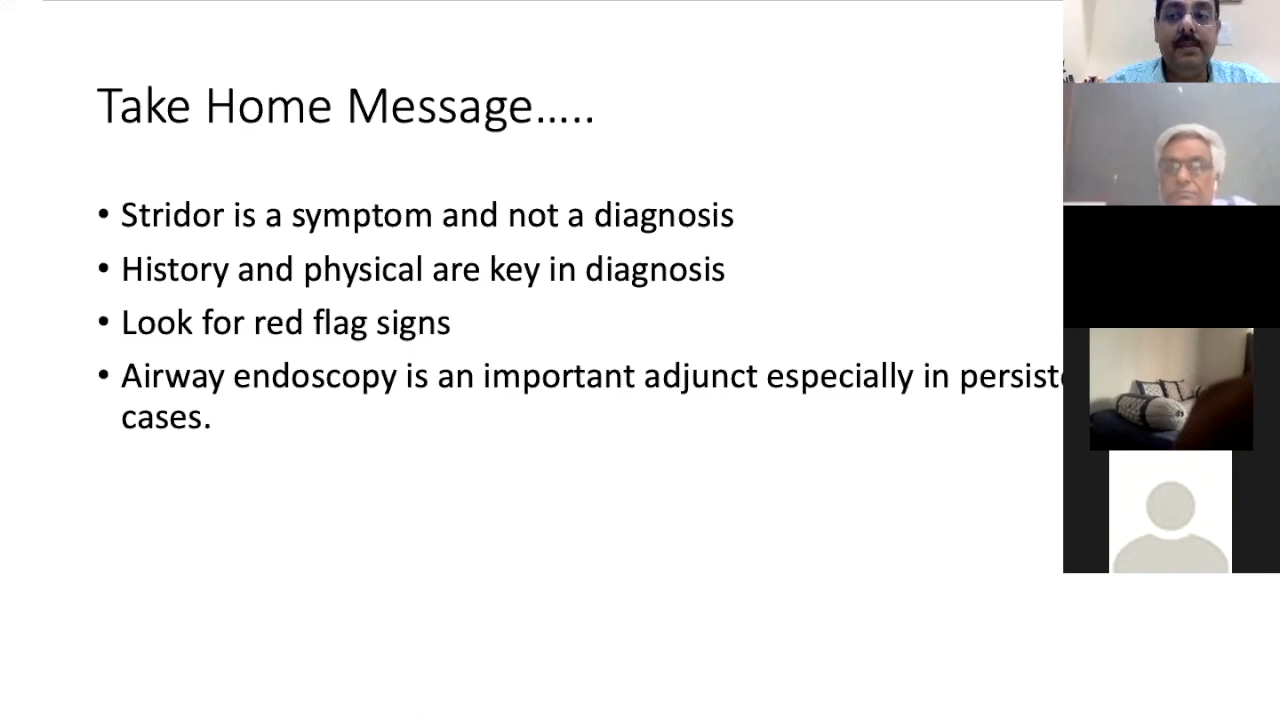 Take Home Message…..
• Stridor is a symptom and not a diagnosis
• History and physical are key in diagnosis
• Look for red flag signs
• Airway endoscopy is an important adjunct especially in
cases.